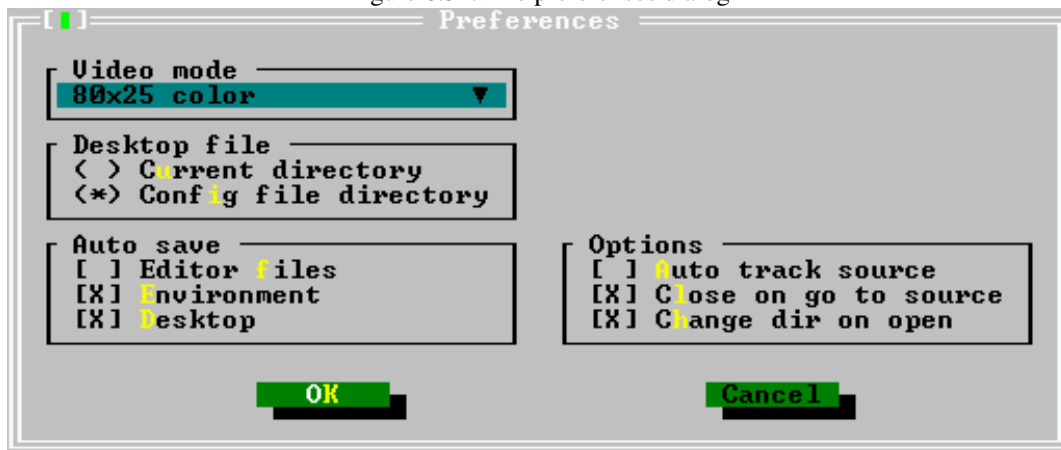 Preferences
Video mode
80x25 color ▼
Desktop file
( ) Current directory
(*) Config file directory
Auto save
[ ] Editor files
[X] Environment
[X] Desktop
Options
[ ] Auto track source
[X] Close on go to source
[X] Change dir on open
OK
Cancel